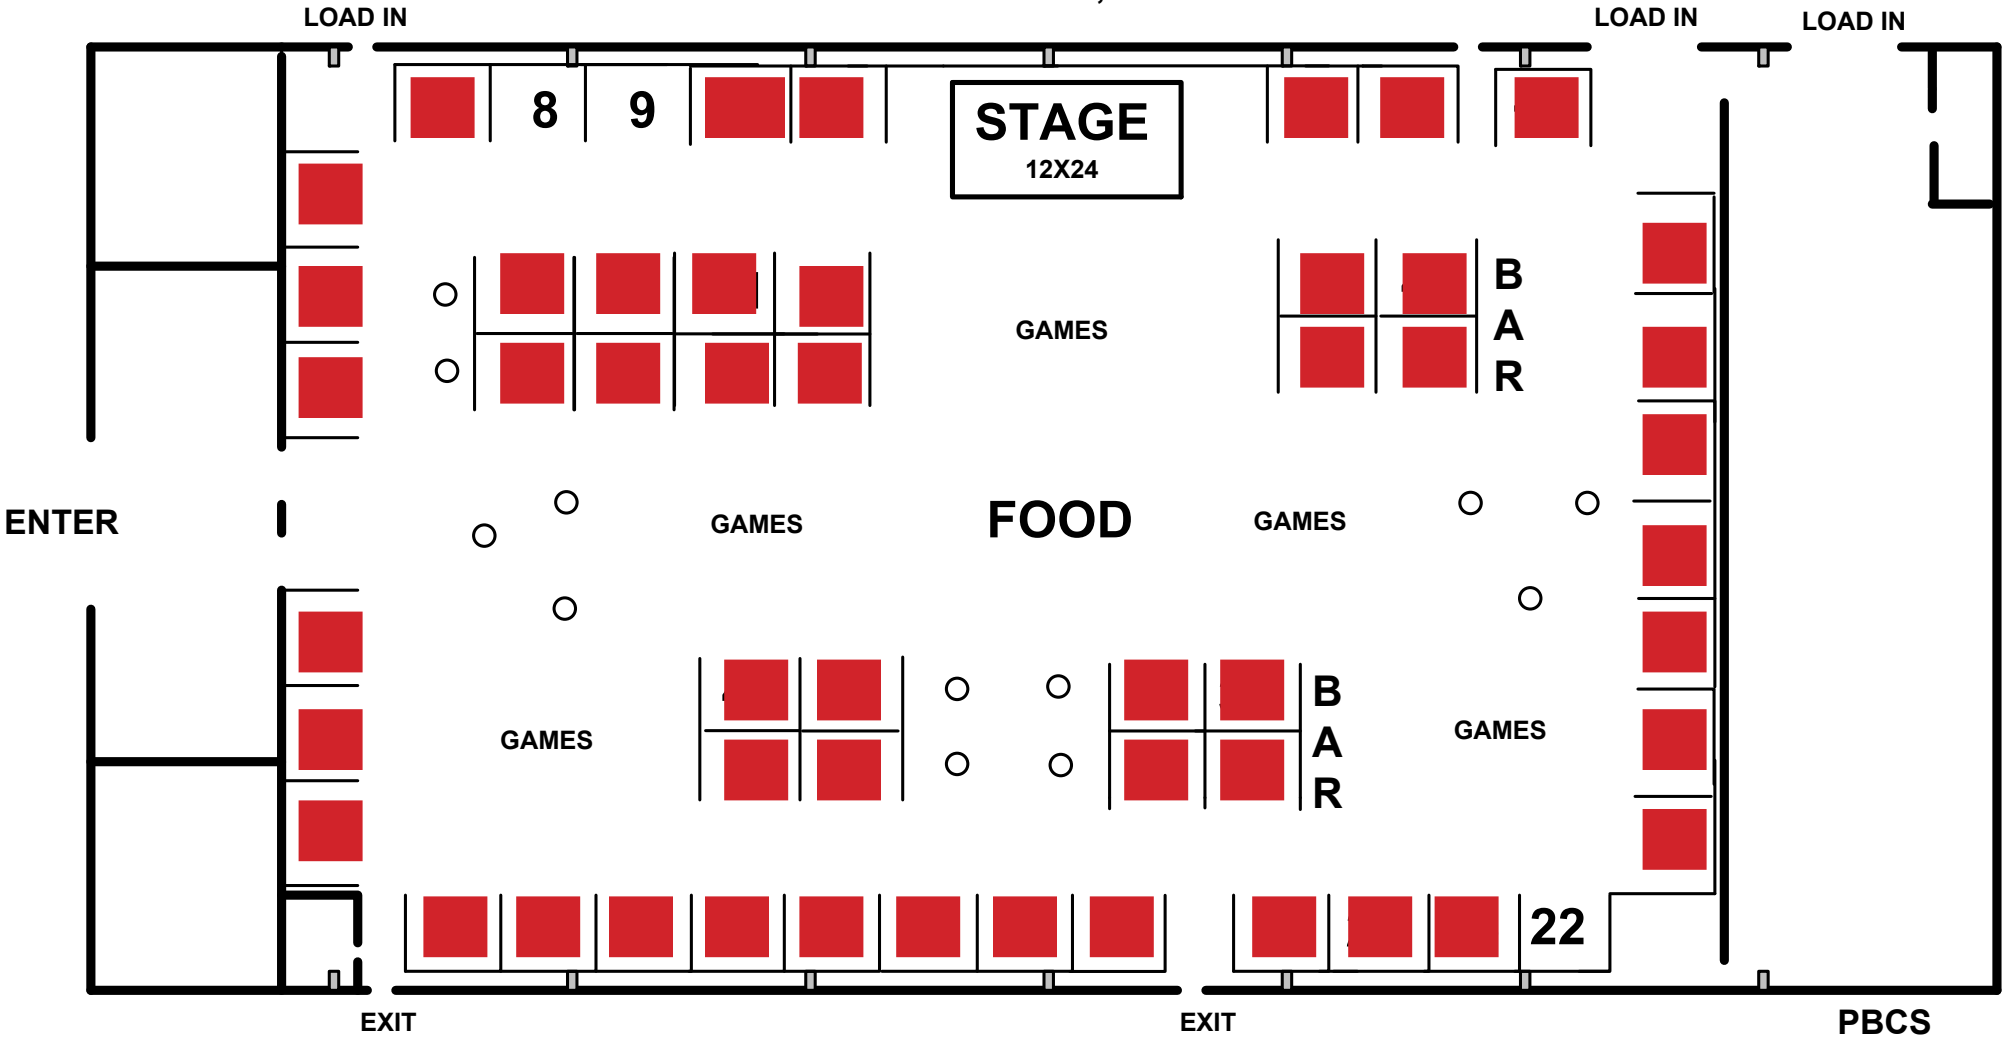 LOAD IN
LOAD IN
LOAD IN
8
9
STAGE
12X24
B
A
R
GAMES
ENTER
GAMES
FOOD
GAMES
B
A
R
GAMES
GAMES
22
EXIT
EXIT
PBCS